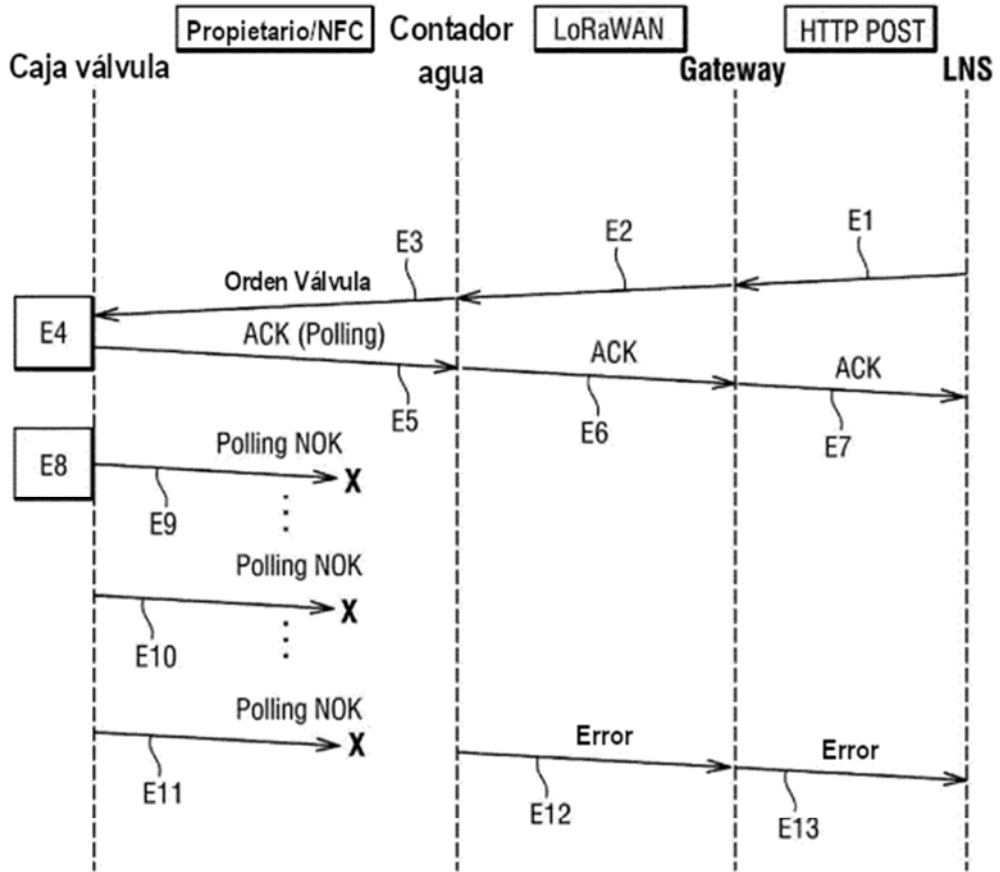 Propietario/NFC
Contador
agua
LoRaWAN
HTTP POST
Caja válvula
Gateway
LNS
E3
E2
E1
Orden Válvula
E4
ACK (Polling)
ACK
ACK
E5
E6
E7
E8
Polling NOK
X
E9
Polling NOK
X
E10
Polling NOK
X
E11
Error
Error
E12
E13